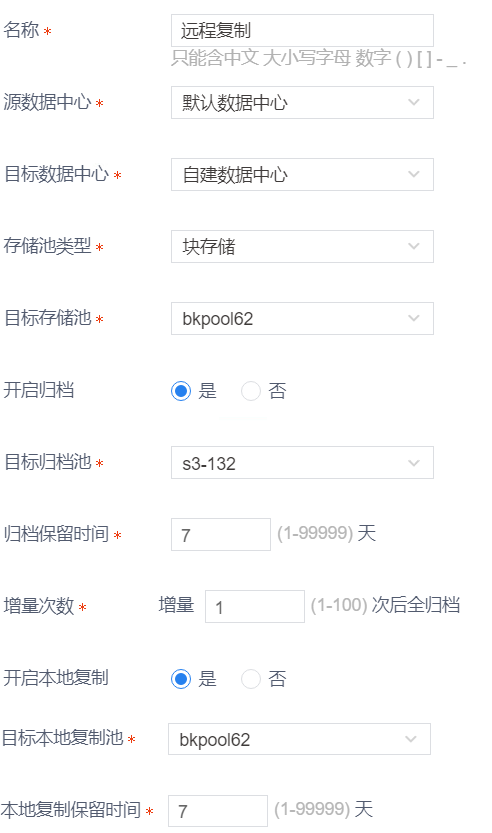 名称 * 远程复制
只能含中文 大小写字母 数字 ( ) [ ] - _ .
源数据中心 * 默认数据中心
目标数据中心 * 自建数据中心
存储池类型 * 块存储
目标存储池 * bkpool62
开启归档 是 否
目标归档池 * s3-132
归档保留时间 * 7 (1-99999) 天
增量次数 * 增量 1 (1-100) 次后全归档
开启本地复制 是 否
目标本地复制池 * bkpool62
本地复制保留时间 * 7 (1-99999) 天